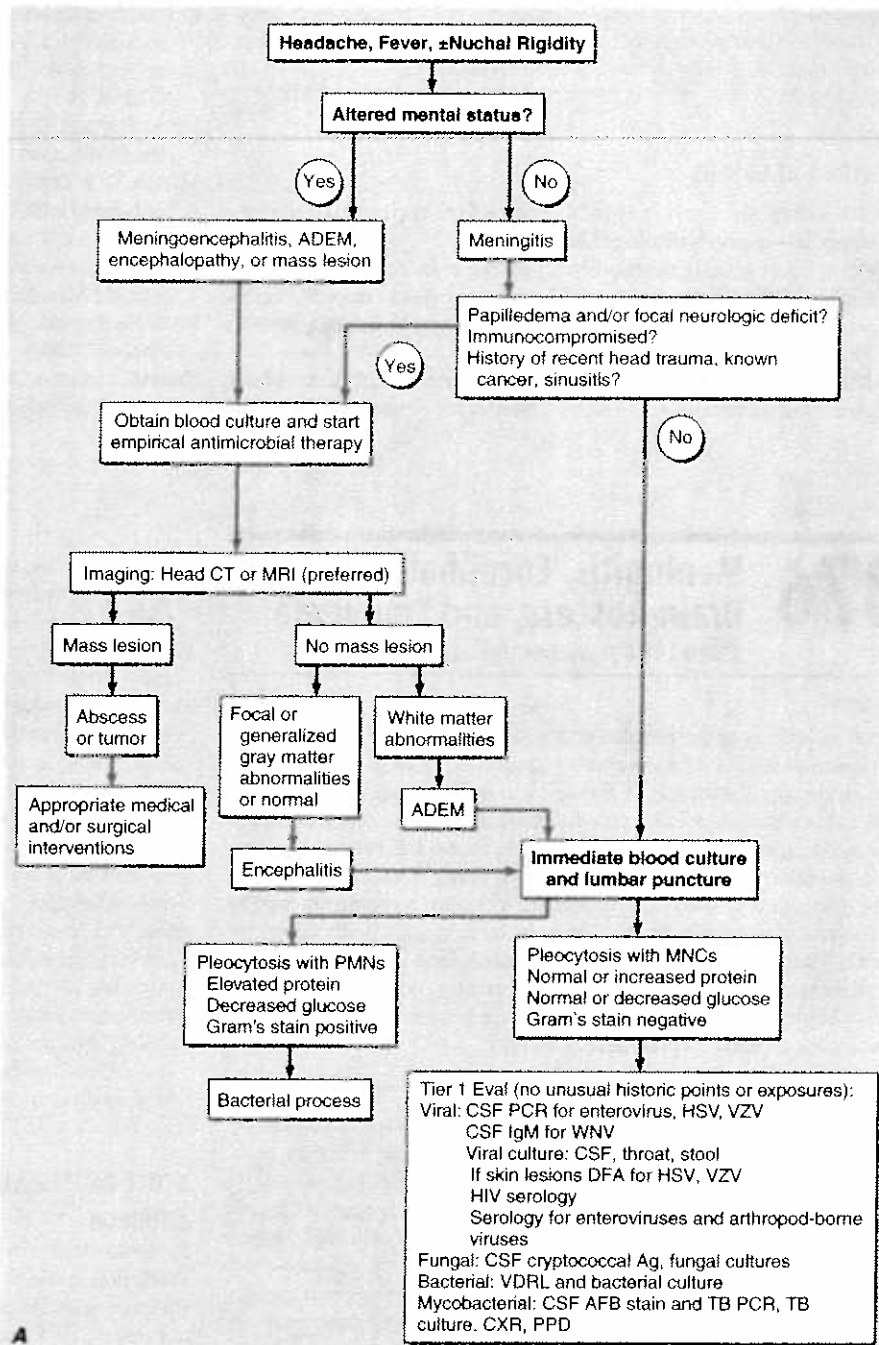 Headache, Fever, ±Nuchal Rigidity
Altered mental status?
Yes
No
Meningoencephalitis, ADEM,
encephalopathy, or mass lesion
Meningitis
Papilledema and/or focal neurologic deficit?
Immunocompromised?
History of recent head trauma, known
cancer, sinusitis?
Yes
Obtain blood culture and start
empirical antimicrobial therapy
No
Imaging: Head CT or MRI (preferred)
Mass lesion
No mass lesion
Abscess
or tumor
Focal or
generalized
gray matter
abnormalities
or normal
White matter
abnormalities
Appropriate medical
and/or surgical
interventions
ADEM
Encephalitis
Immediate blood culture
and lumbar puncture
Pleocytosis with PMNs
Elevated protein
Decreased glucose
Gram's stain positive
Pleocytosis with MNCs
Normal or increased protein
Normal or decreased glucose
Gram's stain negative
Bacterial process
Tier 1 Eval (no unusual historic points or exposures):
Viral: CSF PCR for enterovirus, HSV, VZV
CSF IgM for WNV
Viral culture: CSF, throat, stool
If skin lesions DFA for HSV, VZV
HIV serology
Serology for enteroviruses and arthropod-borne
viruses
Fungal: CSF cryptococcal Ag, fungal cultures
Bacterial: VDRL and bacterial culture
Mycobacterial: CSF AFB stain and TB PCR, TB
culture. CXR, PPD
A